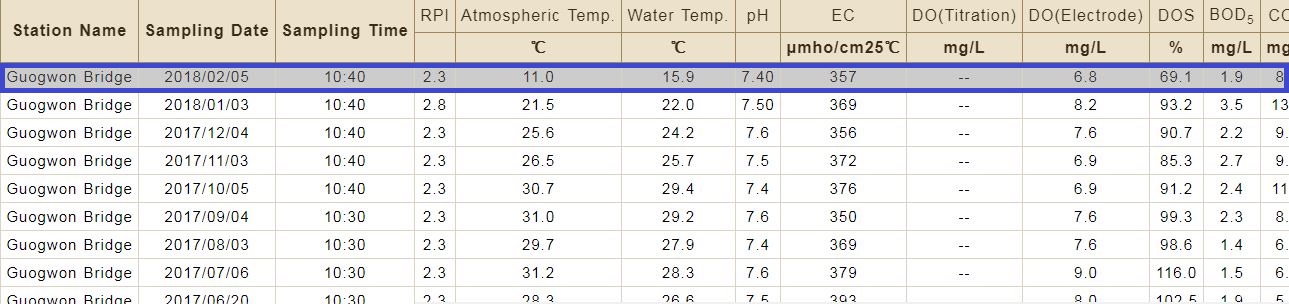 Station Name Sampling Date Sampling Time RPI Atmospheric Temp. Water Temp. pH EC DO(Titration) DO(Electrode) DOS BOD5 CO
℃ ℃ µmho/cm25℃ mg/L mg/L % mg/L mg
Guogwon Bridge 2018/02/05 10:40 2.3 11.0 15.9 7.40 357 -- 6.8 69.1 1.9 8
Guogwon Bridge 2018/01/03 10:40 2.8 21.5 22.0 7.50 369 -- 8.2 93.2 3.5 13
Guogwon Bridge 2017/12/04 10:40 2.3 25.6 24.2 7.6 356 -- 7.6 90.7 2.2 9.
Guogwon Bridge 2017/11/03 10:40 2.3 26.5 25.7 7.5 372 -- 6.9 85.3 2.7 9.
Guogwon Bridge 2017/10/05 10:40 2.3 30.7 29.4 7.4 376 -- 6.9 91.2 2.4 11
Guogwon Bridge 2017/09/04 10:30 2.3 31.0 29.2 7.6 350 -- 7.6 99.3 2.3 8.
Guogwon Bridge 2017/08/03 10:30 2.3 29.7 27.9 7.4 369 -- 7.6 98.6 1.4 6.
Guogwon Bridge 2017/07/06 10:30 2.3 31.2 28.3 7.6 379 -- 9.0 116.0 1.5 6.
Guogwon Bridge 2017/06/20 10:30 2.3 28.3 26.6 7.5 393 -- 8.0 102.5 1.9 5.